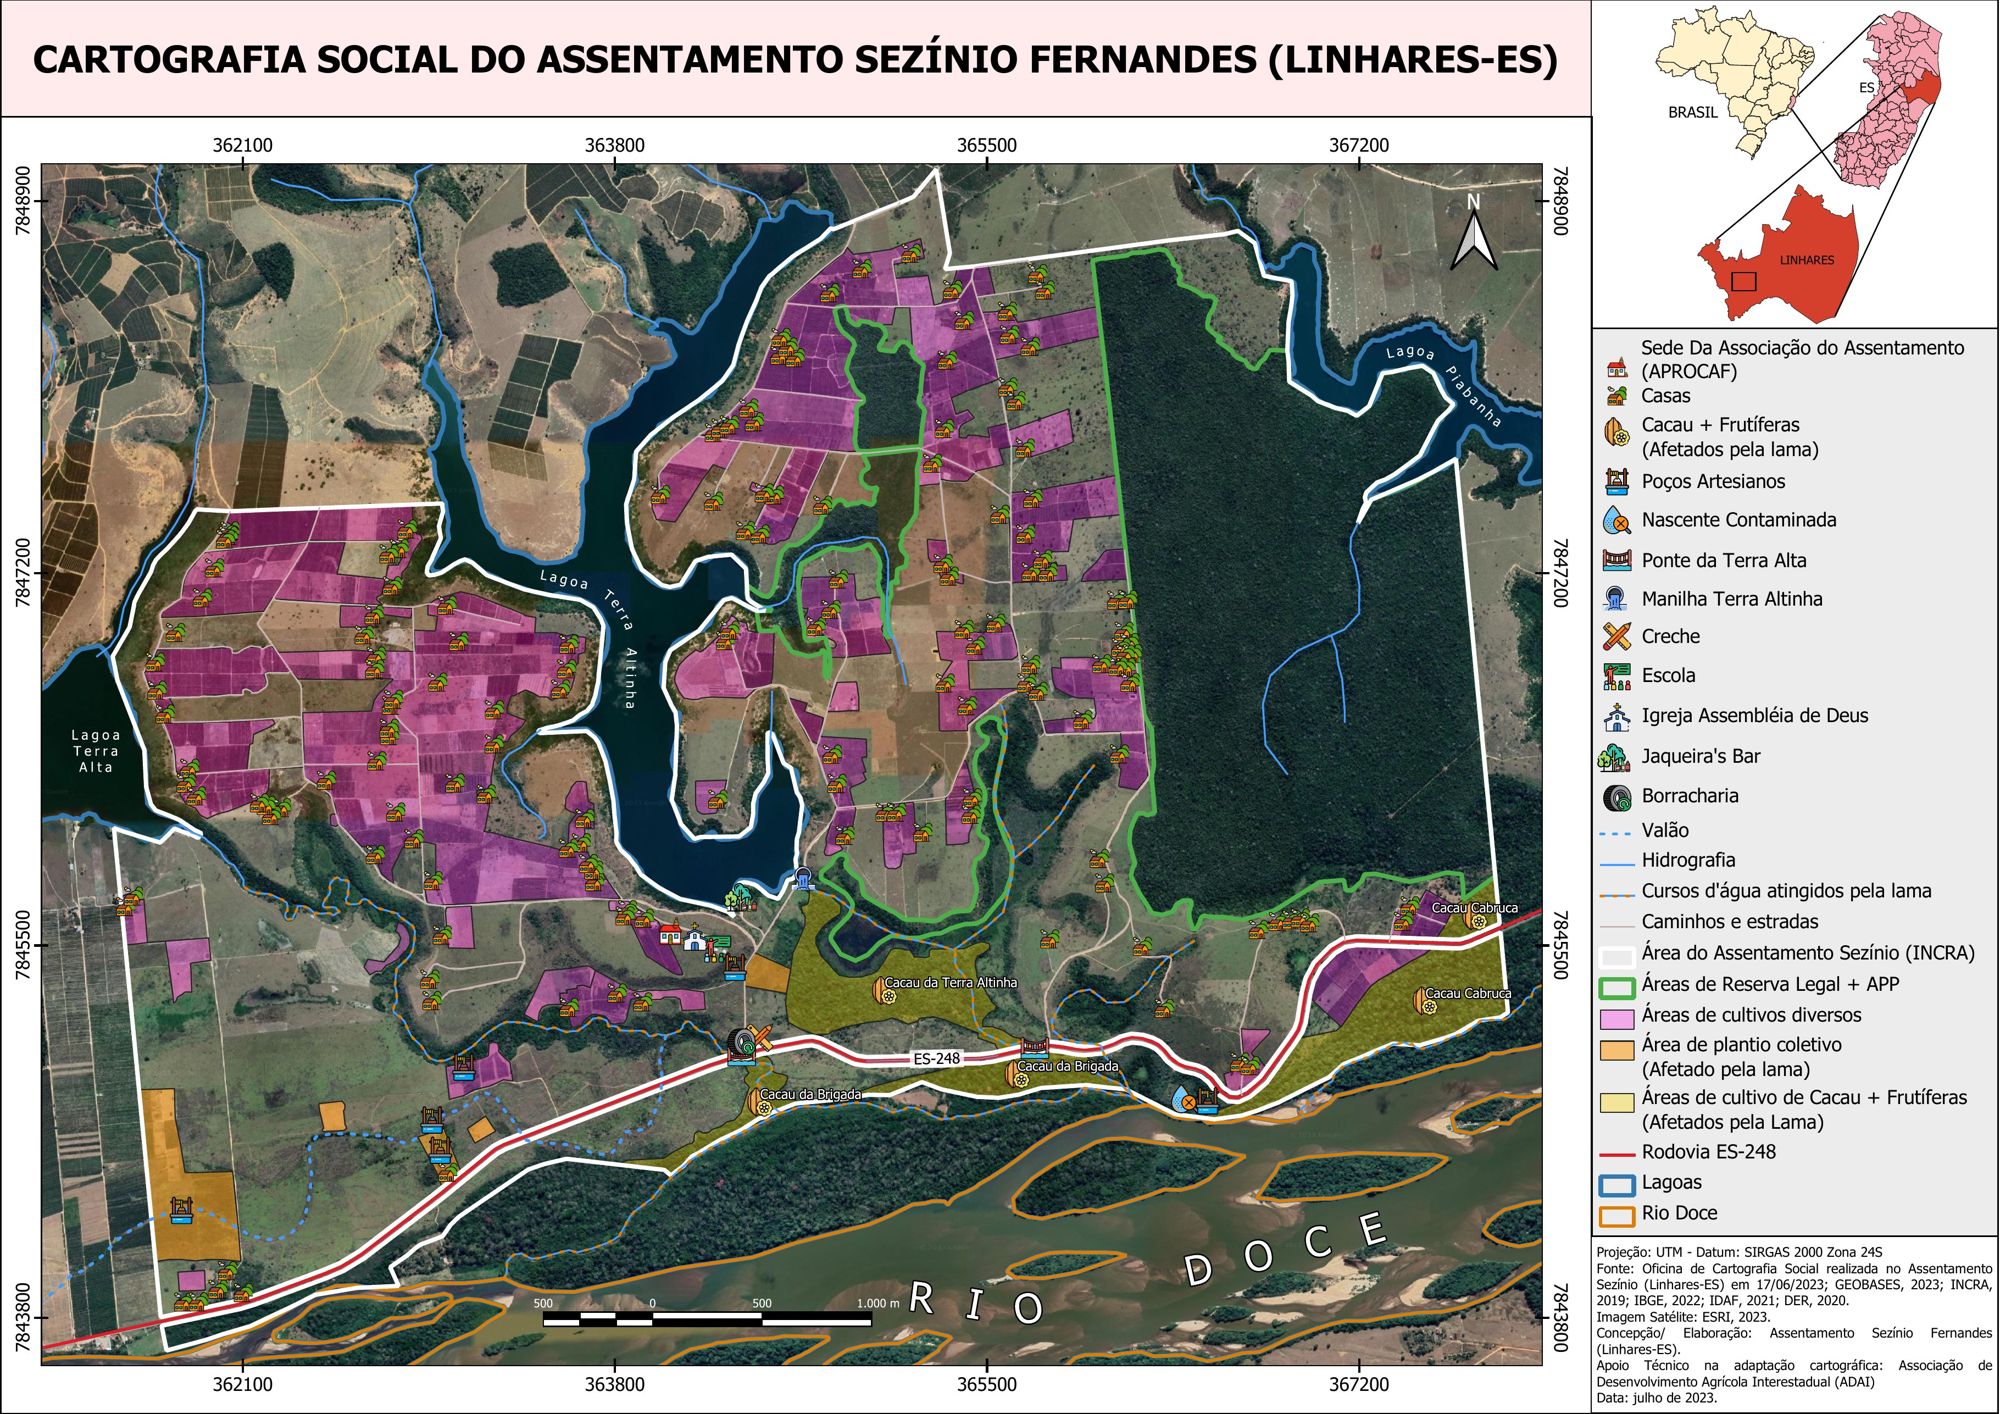 CARTOGRAFIA SOCIAL DO ASSENTAMENTO SEZÍNIO FERNANDES (LINHARES-ES)
BRASIL
ES
LINHARES
362100
363800
365500
367200
7848900
7848900
7847200
7847200
7845500
7845500
7843800
7843800
N
Lagoa Piabanha
Lagoa Terra Altinha
Lagoa
Terra
Alta
Cacau Cabruca
Cacau da Terra Altinha
Cacau Cabruca
ES-248
Cacau da Brigada
Cacau da Brigada
RIO DOCE
500
0
500
1.000 m
362100
363800
365500
367200
Sede Da Associação do Assentamento
(APROCAF)
Casas
Cacau + Frutíferas
(Afetados pela lama)
Poços Artesianos
Nascente Contaminada
Ponte da Terra Alta
Manilha Terra Altinha
Creche
Escola
Igreja Assembléia de Deus
Jaqueira's Bar
Borracharia
Valão
Hidrografia
Cursos d'água atingidos pela lama
Caminhos e estradas
Área do Assentamento Sezínio (INCRA)
Áreas de Reserva Legal + APP
Áreas de cultivos diversos
Área de plantio coletivo
(Afetado pela lama)
Áreas de cultivo de Cacau + Frutíferas
(Afetados pela Lama)
Rodovia ES-248
Lagoas
Rio Doce
Projeção: UTM - Datum: SIRGAS 2000 Zona 24S
Fonte: Oficina de Cartografia Social realizada no Assentamento
Sezínio (Linhares-ES) em 17/06/2023; GEOBASES, 2023; INCRA,
2019; IBGE, 2022; IDAF, 2021; DER, 2020.
Imagem Satélite: ESRI, 2023.
Concepção/ Elaboração: Assentamento Sezínio Fernandes
(Linhares-ES).
Apoio Técnico na adaptação cartográfica: Associação de
Desenvolvimento Agrícola Interestadual (ADAI)
Data: julho de 2023.